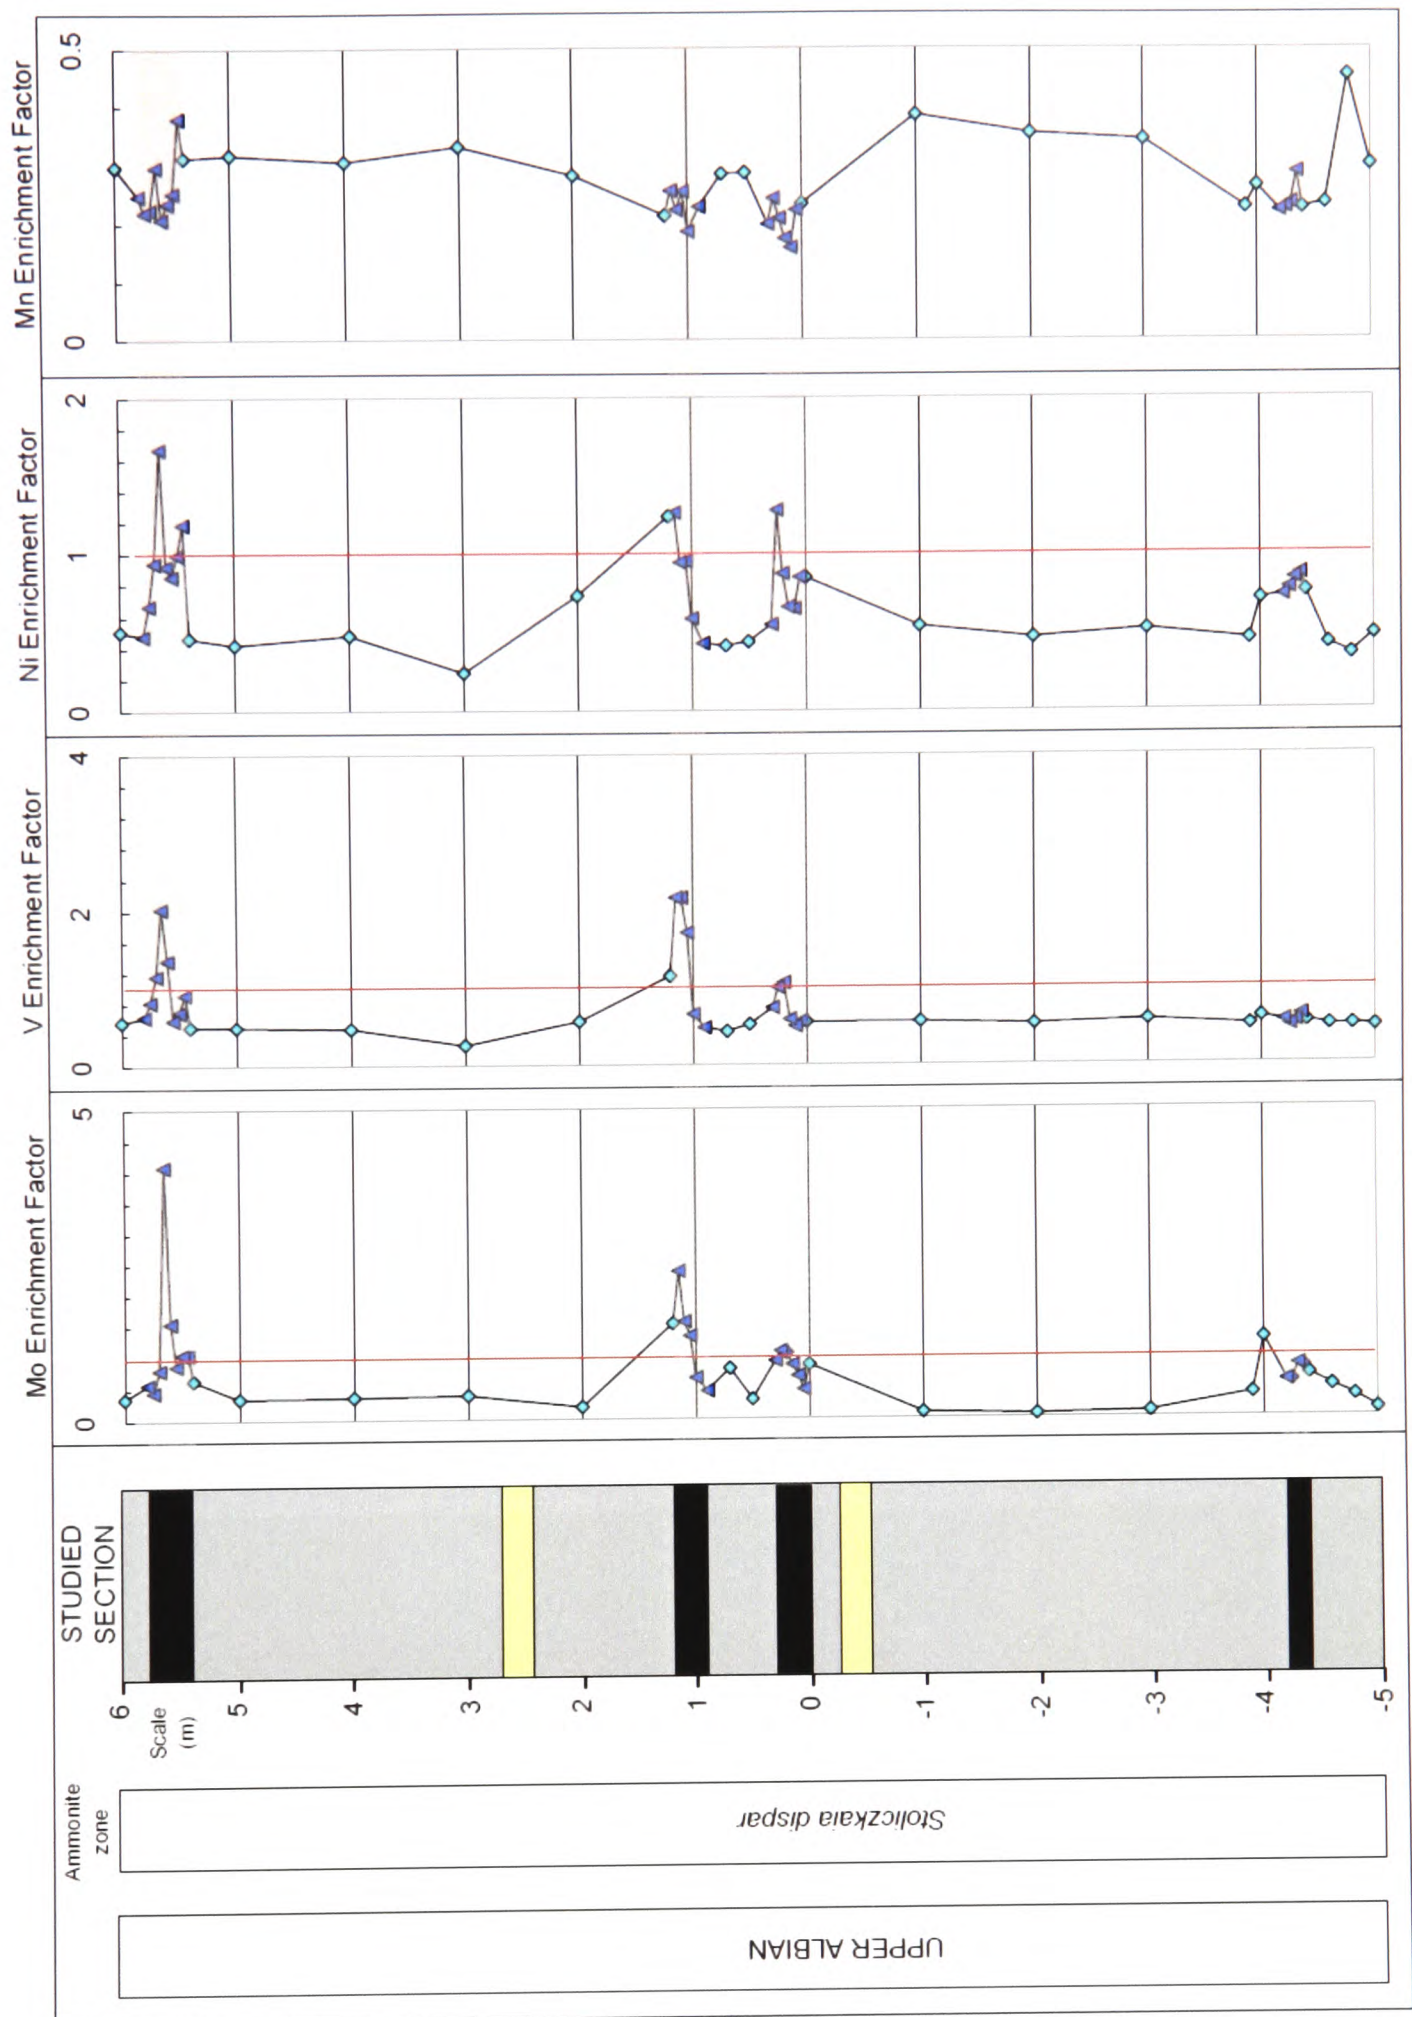 UPPER ALBIAN
Ammonite
zone
Stoliczkaia dispar
Scale
(m)
6
5
4
3
2
1
0
-1
-2
-3
-4
-5
STUDIED
SECTION
Mo Enrichment Factor
0
5
V Enrichment Factor
0
2
4
Ni Enrichment Factor
0
1
2
Mn Enrichment Factor
0
0.5